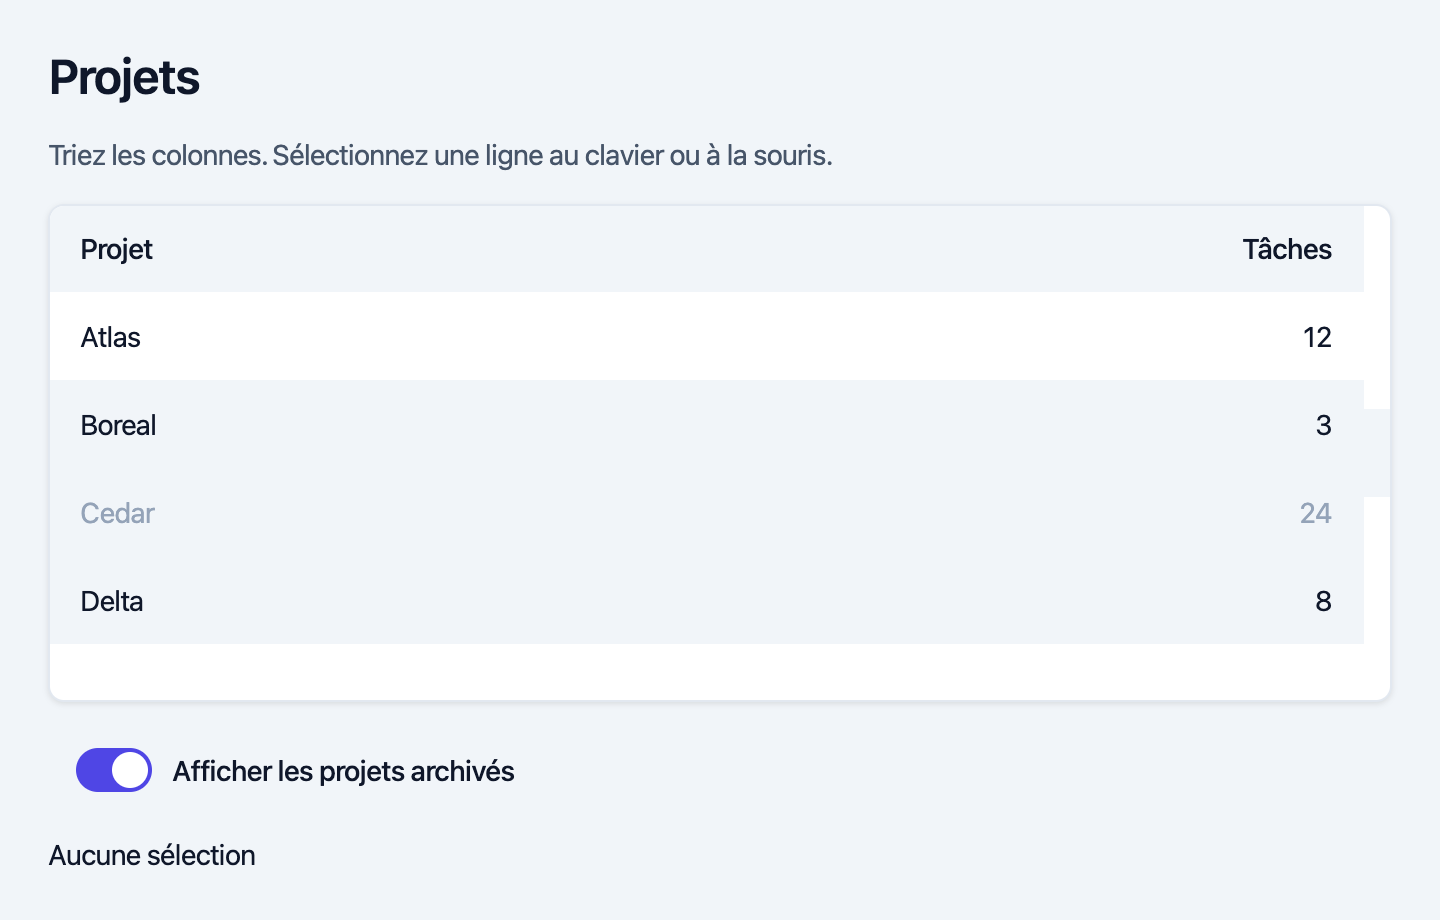 Projets
Triez les colonnes. Sélectionnez une ligne au clavier ou à la souris.
Projet Tâches
Atlas 12
Boreal 3
Cedar 24
Delta 8
Afficher les projets archivés
Aucune sélection